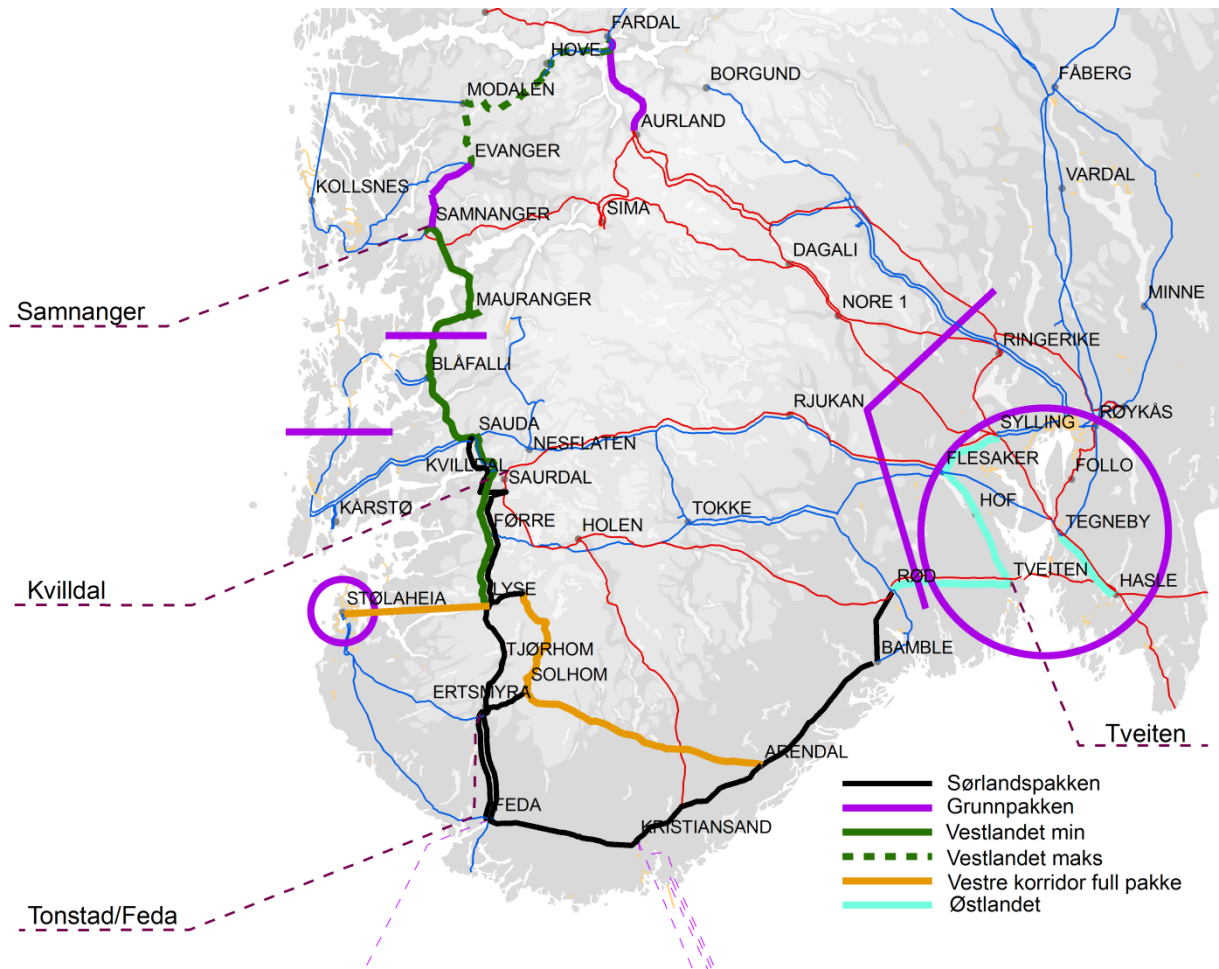 FARDAL
HOVE
BORGUND
FÅBERG
MODALEN
AURLAND
EVANGER
VARDAL
KOLLSNES
SAMNANGER
SIMA
DAGALI
Samnanger
MAURANGER
NORE 1
MINNE
RINGERIKE
BLÅFALLI
RJUKAN
RØYKÅS
SAUDA
SYLLING
NESFLATEN
KVILLDAL
FLESAKER
FOLLO
SAURDAL
HOF
KÅRSTØ
FØRRE
HOLEN
TOKKE
TEGNEBY
Kvilldal
STØLAHEIA
LYSE
RØD
TVEITEN
HASLE
TJØRHOM
BAMBLE
SOLHOM
ERTSMYRA
Tveiten
ARENDAL
Sørlandspakken
FEDA
Grunnpakken
KRISTIANSAND
Vestlandet min
Vestlandet maks
Vestre korridor full pakke
Østlandet
Tonstad/Feda